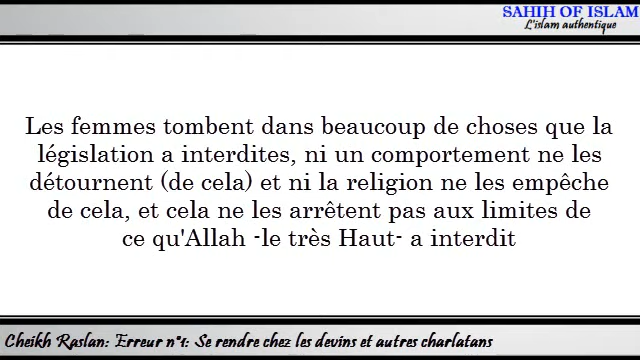 SAHIH OF ISLAM
L'islam authentique
Les femmes tombent dans beaucoup de choses que la
législation a interdites, ni un comportement ne les
détournent (de cela) et ni la religion ne les empêche
de cela, et cela ne les arrêtent pas aux limites de
ce qu'Allah -le très Haut- a interdit
Cheikh Raslan: Erreur n°1: Se rendre chez les devins et autres charlatans